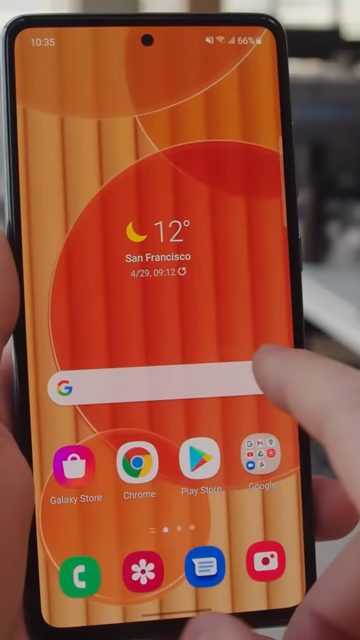 10:35
66%
12°
San Francisco
4/29, 09:12
Galaxy Store
Chrome
Play Store
Google